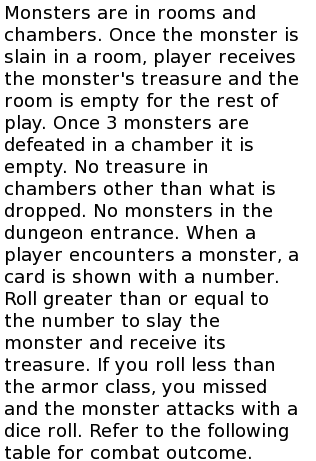 Monsters are in rooms and
chambers. Once the monster is
slain in a room, player receives
the monster's treasure and the
room is empty for the rest of
play. Once 3 monsters are
defeated in a chamber it is
empty. No treasure in
chambers other than what is
dropped. No monsters in the
dungeon entrance. When a
player encounters a monster, a
card is shown with a number.
Roll greater than or equal to
the number to slay the
monster and receive its
treasure. If you roll less than
the armor class, you missed
and the monster attacks with a
dice roll. Refer to the following
table for combat outcome.